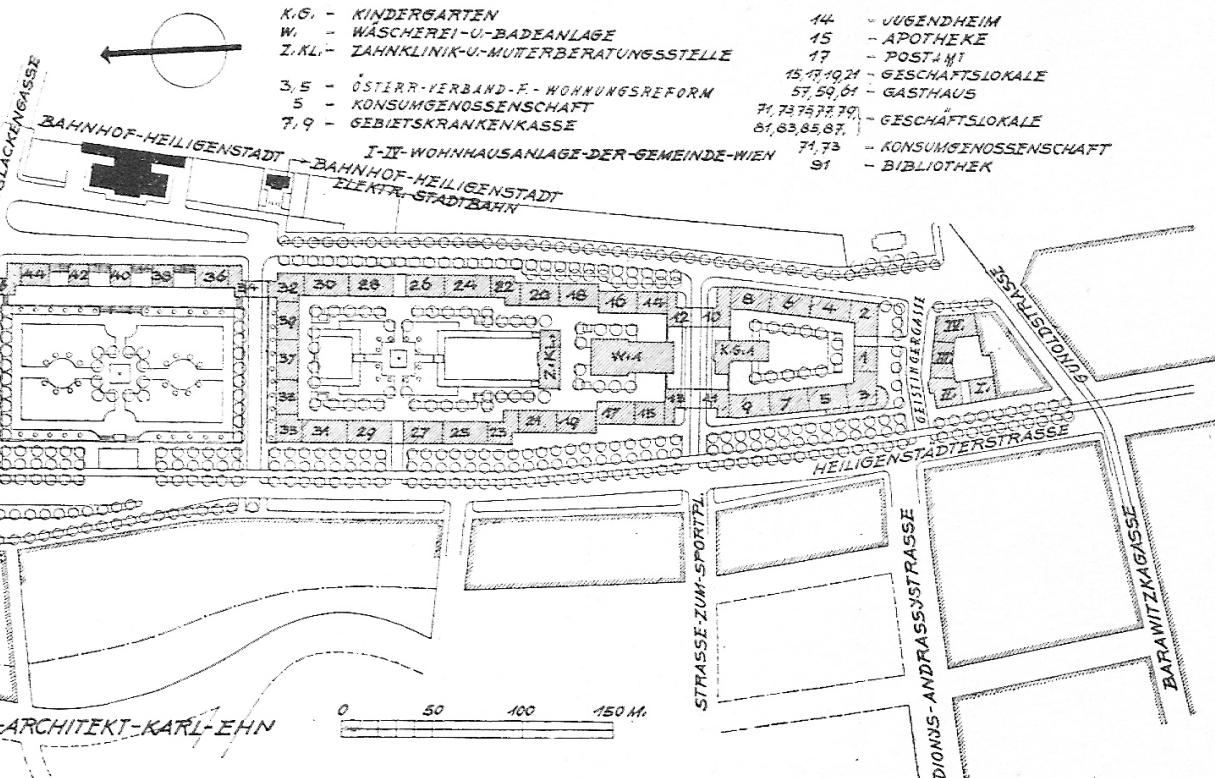 K.G. - KINDERGARTEN
W. - WÄSCHEREI-U.-BADEANLAGE
Z.KL. - ZAHNKLINIK-U-MUTTERBERATUNGSSTELLE
3,5 - ÖSTERR-VERBAND-F.-WOHNUNGSREFORM
5 - KONSUMGENOSSENSCHAFT
7,9 - GEBIETSKRANKENKASSE
I-IV-WOHNHAUSANLAGE-DER-GEMEINDE-WIEN
14 - JUGENDHEIM
15 - APOTHEKE
17 - POSTAMT
15,17,19,21 - GESCHÄFTSLOKALE
57,59,61 - GASTHAUS
71,73,75,77,79,
81,83,85,87. - GESCHÄFTSLOKALE
71,73 - KONSUMGENOSSENSCHAFT
91 - BIBLIOTHEK
BAHNHOF-HEILIGENSTADT
BAHNHOF-HEILIGENSTADT
ELEKTR. STADTBAHN
GUNOLDSTRASSE
44 42 40 38 36 34 32 30 28 26 24 22 20 18 16 14 12 10 8 6 4 2
39
37
35
Z.KL.
W.1
K.G.1
1
IV
III
II I.
33 31 29 27 25 23 21 19 17 15 13 11 9 7 5 3
GEISTINGERGASSE
HEILIGENSTÄDTERSTRASSE
STRASSE-ZUM-SPORTPL.
DIONYS-ANDRASSYSTRASSE
BARAWITZKAGASSE
-ARCHITEKT-KARL-EHN
0 50 100 150 M.